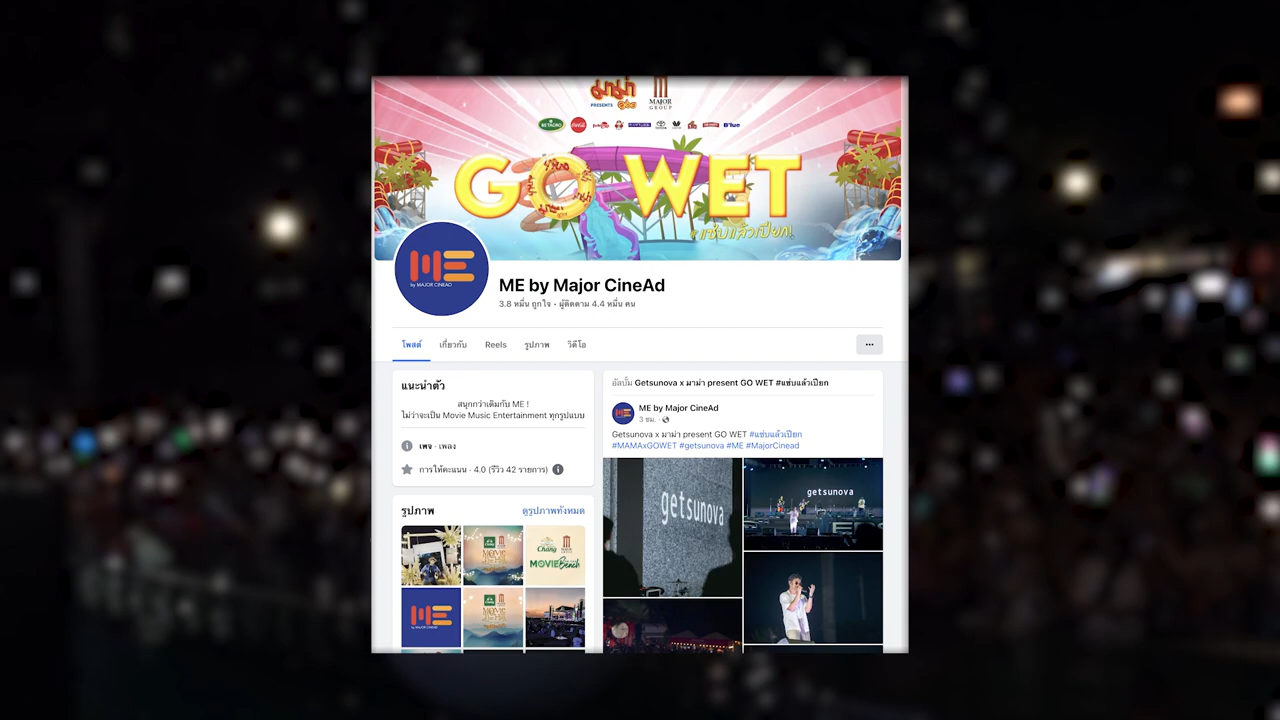 มาม่า
PRESENTS
MAJOR
GROUP
GO WET
#แซ่บแล้วเปียก!
ME
by MAJOR CINEAD
ME by Major CineAd
3.8 หมื่น ถูกใจ • ผู้ติดตาม 4.4 หมื่น คน
โพสต์ เกี่ยวกับ Reels รูปภาพ วิดีโอ
แนะนำตัว
สนุกกว่าเดิมกับ ME !
ไม่ว่าจะเป็น Movie Music Entertainment ทุกรูปแบบ
เพจ · เพลง
การให้คะแนน · 4.0 (รีวิว 42 รายการ)
รูปภาพ
ดูรูปภาพทั้งหมด
Chang
MOVIE Beach
ME
อัลบั้ม Getsunova x มาม่า present GO WET #แซ่บแล้วเปียก
ME by Major CineAd
3 ชม. ·
Getsunova x มาม่า present GO WET #แซ่บแล้วเปียก
#MAMAxGOWET #getsunova #ME #MajorCinead
getsunova
getsunova